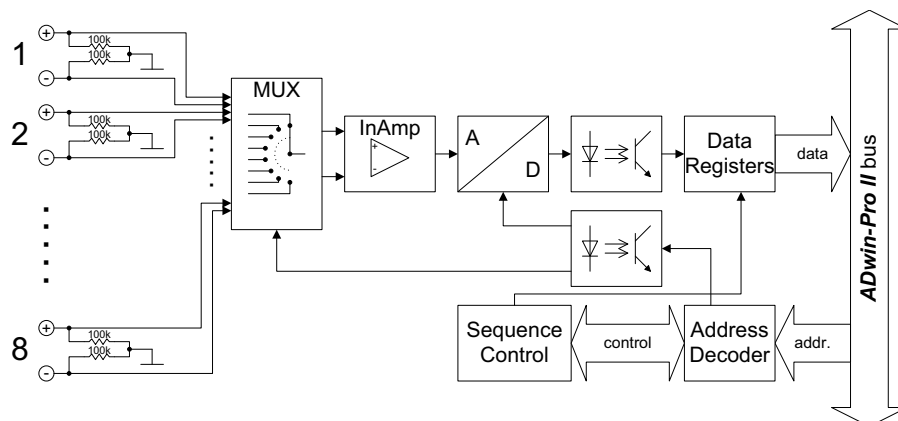 1
+
100k
100k
-
2
+
100k
100k
-
8
+
100k
100k
-
MUX
InAmp
+
-
A
D
Data
Registers
data
Sequence
Control
control
Address
Decoder
addr.
ADwin-Pro II bus